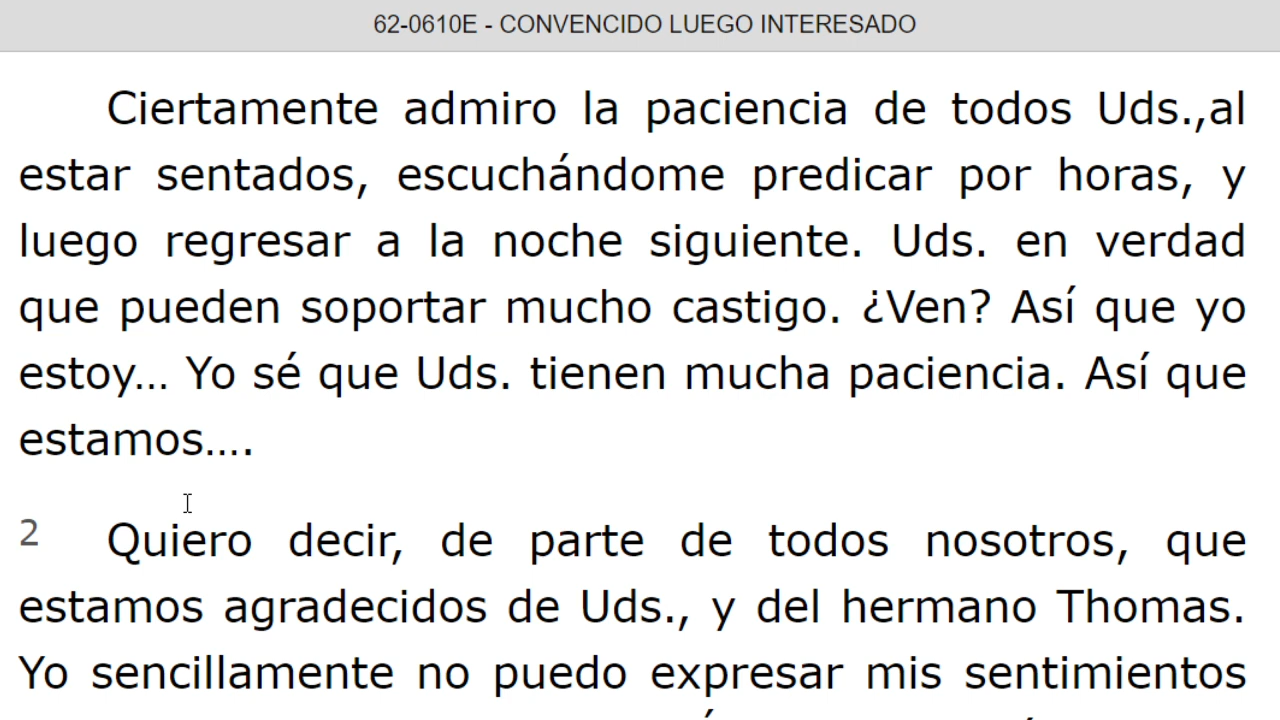 62-0610E - CONVENCIDO LUEGO INTERESADO
Ciertamente admiro la paciencia de todos Uds.,al
estar sentados, escuchándome predicar por horas, y
luego regresar a la noche siguiente. Uds. en verdad
que pueden soportar mucho castigo. ¿Ven? Así que yo
estoy… Yo sé que Uds. tienen mucha paciencia. Así que
estamos….
2 Quiero decir, de parte de todos nosotros, que
estamos agradecidos de Uds., y del hermano Thomas.
Yo sencillamente no puedo expresar mis sentimientos